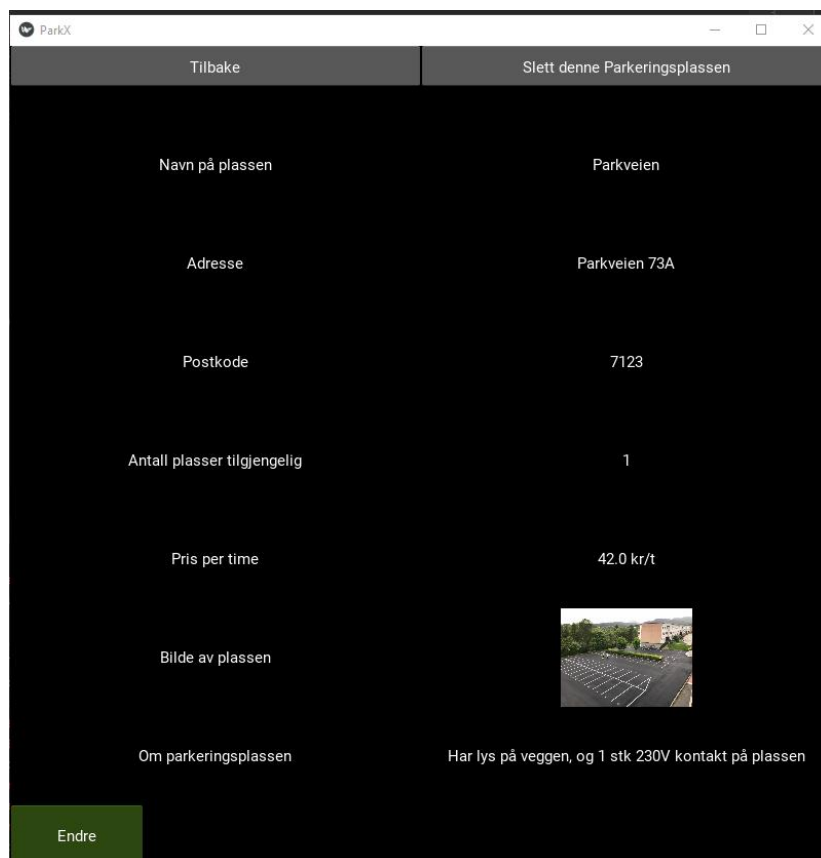 ParkX
Tilbake
Slett denne Parkeringsplassen
Navn på plassen
Parkveien
Adresse
Parkveien 73A
Postkode
7123
Antall plasser tilgjengelig
1
Pris per time
42.0 kr/t
Bilde av plassen
Om parkeringsplassen
Har lys på veggen, og 1 stk 230V kontakt på plassen
Endre